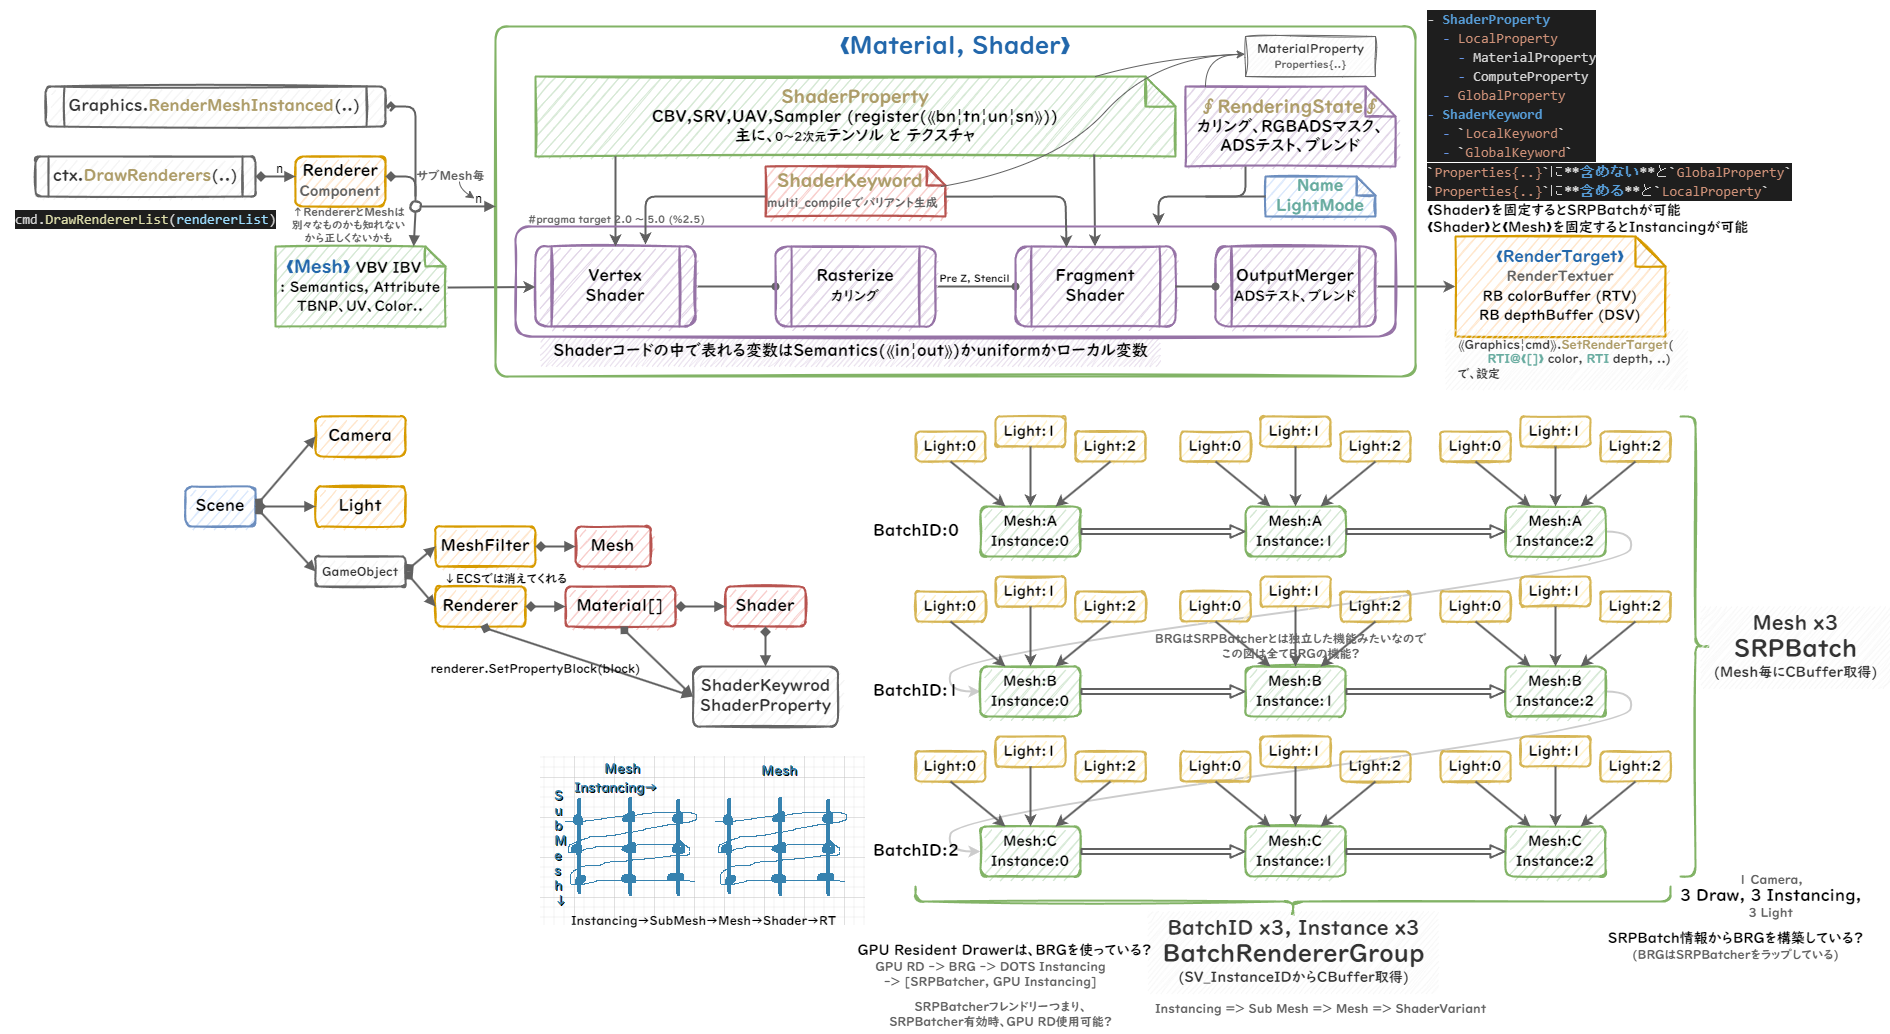 Graphics.RenderMeshInstanced(..)
ctx.DrawRenderers(..)
n
Renderer
Component
サブMesh毎
n
cmd.DrawRendererList(rendererList)
↑RendererとMeshは
別々なものかも知れない
から正しくないかも
《Mesh》 VBV IBV
: Semantics, Attribute
TBNP、UV、Color..
《Material, Shader》
MaterialProperty
Properties{..}
ShaderProperty
CBV,SRV,UAV,Sampler (register(《bn¦tn¦un¦sn》))
主に、0~2次元テンソル と テクスチャ
∮RenderingState∮
カリング、RGBADSマスク、
ADSテスト、ブレンド
ShaderKeyword
multi_compileでバリアント生成
Name
LightMode
#pragma target 2.0 ~ 5.0 (%2.5)
Vertex
Shader
Rasterize
カリング
Pre Z, Stencil
Fragment
Shader
OutputMerger
ADSテスト、ブレンド
Shaderコードの中で表れる変数はSemantics(《in¦out》)かuniformかローカル変数
- ShaderProperty
- LocalProperty
- MaterialProperty
- ComputeProperty
- GlobalProperty
- ShaderKeyword
- `LocalKeyword`
- `GlobalKeyword`
`Properties{..}`に**含めない**と`GlobalProperty`
`Properties{..}`に**含める**と`LocalProperty`
《Shader》を固定するとSRPBatchが可能
《Shader》と《Mesh》を固定するとInstancingが可能
《RenderTarget》
RenderTextuer
RB colorBuffer (RTV)
RB depthBuffer (DSV)
《Graphics¦cmd》.SetRenderTarget(
RTI@《[]》 color, RTI depth, ..)
で、設定
Scene
Camera
Light
GameObject
MeshFilter
Mesh
↓ECSでは消えてくれる
Renderer
Material[]
Shader
renderer.SetPropertyBlock(block)
ShaderKeywrod
ShaderProperty
Mesh
Mesh
Instancing→
SubMesh↓
Instancing→SubMesh→Mesh→Shader→RT
Light:0
Light:1
Light:2
Light:0
Light:1
Light:2
Light:0
Light:1
Light:2
BatchID:0
Mesh:A
Instance:0
Mesh:A
Instance:1
Mesh:A
Instance:2
Light:0
Light:1
Light:2
Light:0
Light:1
Light:2
Light:0
Light:1
Light:2
BRGはSRPBatcherとは独立した機能みたいなので
この図は全てBRGの機能?
BatchID:1
Mesh:B
Instance:0
Mesh:B
Instance:1
Mesh:B
Instance:2
Light:0
Light:1
Light:2
Light:0
Light:1
Light:2
Light:0
Light:1
Light:2
BatchID:2
Mesh:C
Instance:0
Mesh:C
Instance:1
Mesh:C
Instance:2
Mesh x3
SRPBatch
(Mesh毎にCBuffer取得)
1 Camera,
3 Draw, 3 Instancing,
3 Light
SRPBatch情報からBRGを構築している?
(BRGはSRPBatcherをラップしている)
BatchID x3, Instance x3
BatchRendererGroup
(SV_InstanceIDからCBuffer取得)
Instancing => Sub Mesh => Mesh => ShaderVariant
GPU Resident Drawerは、BRGを使っている?
GPU RD -> BRG -> DOTS Instancing
-> [SRPBatcher, GPU Instancing]
SRPBatcherフレンドリーつまり、
SRPBatcher有効時、GPU RD使用可能?